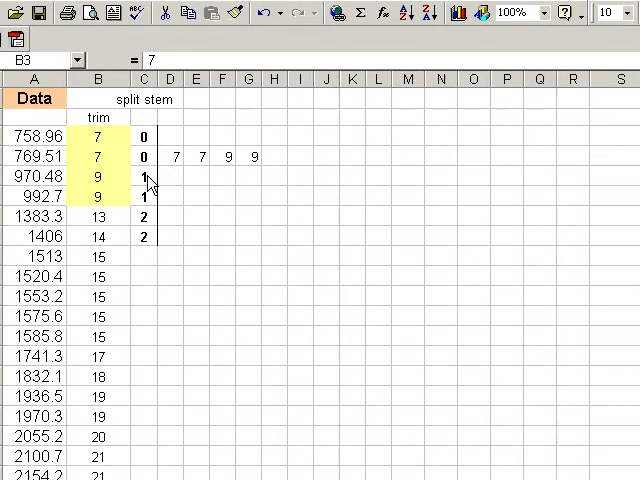 100% 10
B3 = 7
A B C D E F G H I J K L M N O P Q R S
Data split stem
trim
758.96 7 0
769.51 7 0 7 7 9 9
970.48 9 1
992.7 9 1
1383.3 13 2
1406 14 2
1513 15
1520.4 15
1553.2 15
1575.6 15
1585.8 15
1741.3 17
1832.1 18
1936.5 19
1970.3 19
2055.2 20
2100.7 21
2154.2 21